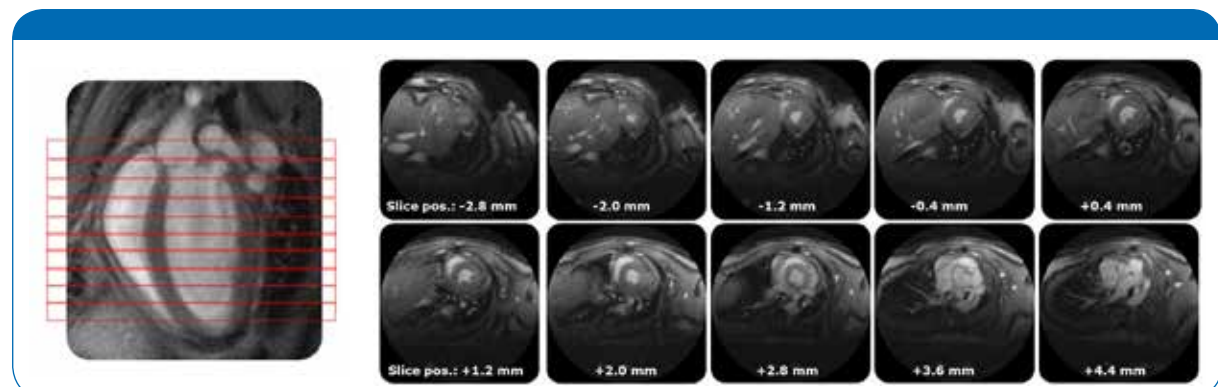 Slice pos.: -2.8 mm
-2.0 mm
-1.2 mm
-0.4 mm
+0.4 mm
Slice pos.: +1.2 mm
+2.0 mm
+2.8 mm
+3.6 mm
+4.4 mm